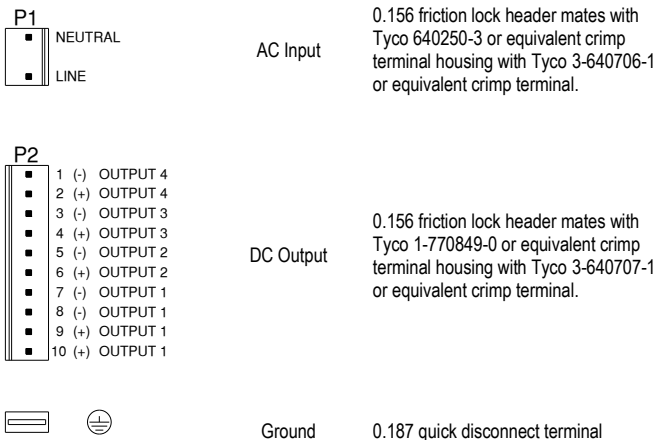 P1
NEUTRAL
LINE
AC Input
0.156 friction lock header mates with
Tyco 640250-3 or equivalent crimp
terminal housing with Tyco 3-640706-1
or equivalent crimp terminal.
P2
1 (-) OUTPUT 4
2 (+) OUTPUT 4
3 (-) OUTPUT 3
4 (+) OUTPUT 3
5 (-) OUTPUT 2
6 (+) OUTPUT 2
7 (-) OUTPUT 1
8 (-) OUTPUT 1
9 (+) OUTPUT 1
10 (+) OUTPUT 1
DC Output
0.156 friction lock header mates with
Tyco 1-770849-0 or equivalent crimp
terminal housing with Tyco 3-640707-1
or equivalent crimp terminal.
Ground
0.187 quick disconnect terminal